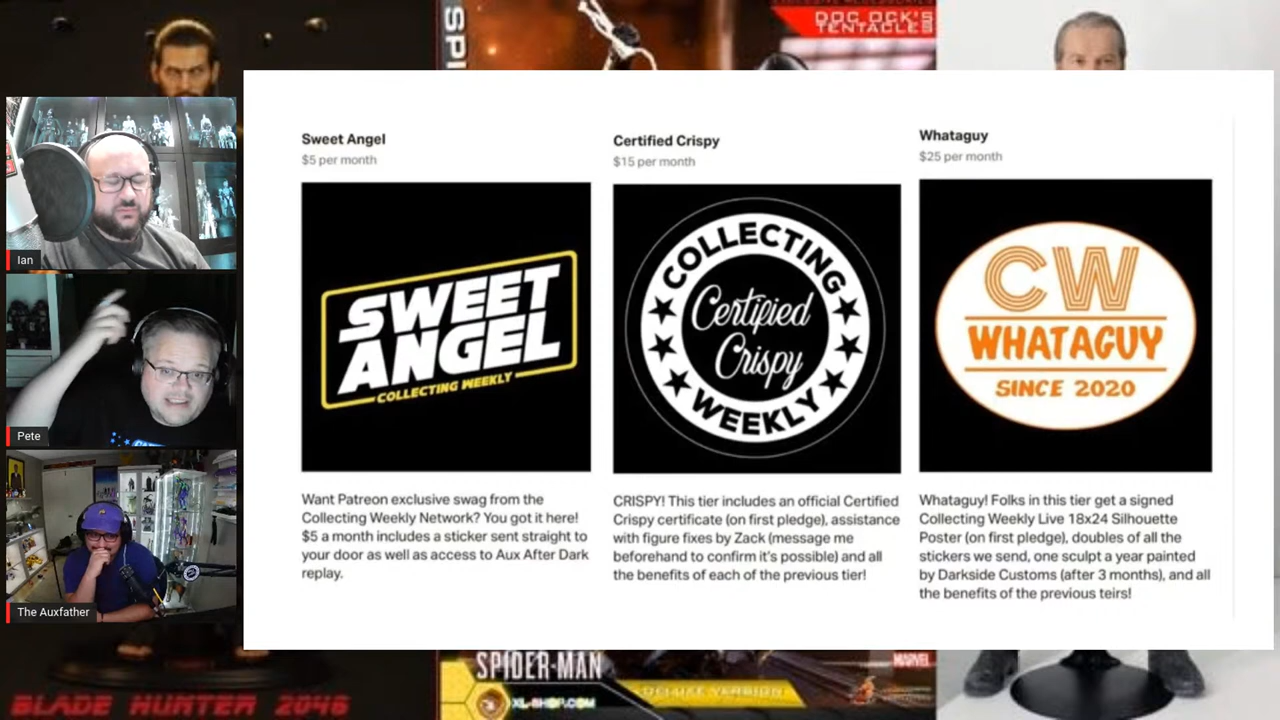 SPI
DOC OCK'S
TENTACLES
Sweet Angel
$5 per month
SWEET
ANGEL
COLLECTING WEEKLY
Want Patreon exclusive swag from the
Collecting Weekly Network? You got it here!
$5 a month includes a sticker sent straight to
your door as well as access to Aux After Dark
replay.
Certified Crispy
$15 per month
COLLECTING
Certified
Crispy
WEEKLY
CRISPY! This tier includes an official Certified
Crispy certificate (on first pledge), assistance
with figure fixes by Zack (message me
beforehand to confirm it's possible) and all
the benefits of each of the previous tier!
Whataguy
$25 per month
CW
WHATAGUY
SINCE 2020
Whataguy! Folks in this tier get a signed
Collecting Weekly Live 18x24 Silhouette
Poster (on first pledge), doubles of all the
stickers we send, one sculpt a year painted
by Darkside Customs (after 3 months), and all
the benefits of the previous teirs!
Ian
Pete
The Auxfather
SPIDER-MAN
MARVEL
DELUXE VERSION
XL-SHOP.COM
BLADE HUNTER 2046